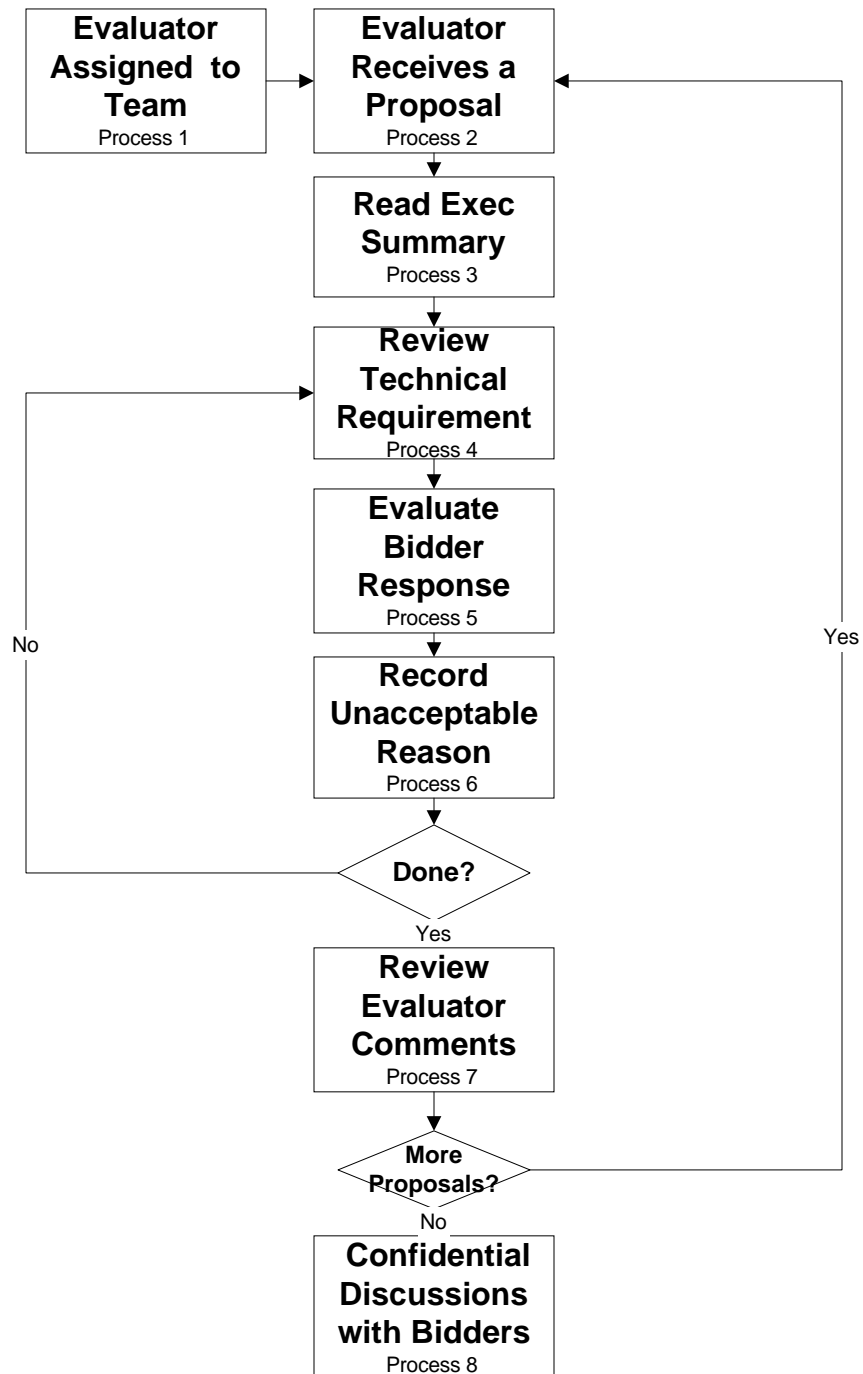 Evaluator
Assigned to
Team
Process 1
Evaluator
Receives a
Proposal
Process 2
Read Exec
Summary
Process 3
Review
Technical
Requirement
Process 4
Evaluate
Bidder
Response
Process 5
No
Yes
Record
Unacceptable
Reason
Process 6
Done?
Yes
Review
Evaluator
Comments
Process 7
More
Proposals?
No
Confidential
Discussions
with Bidders
Process 8